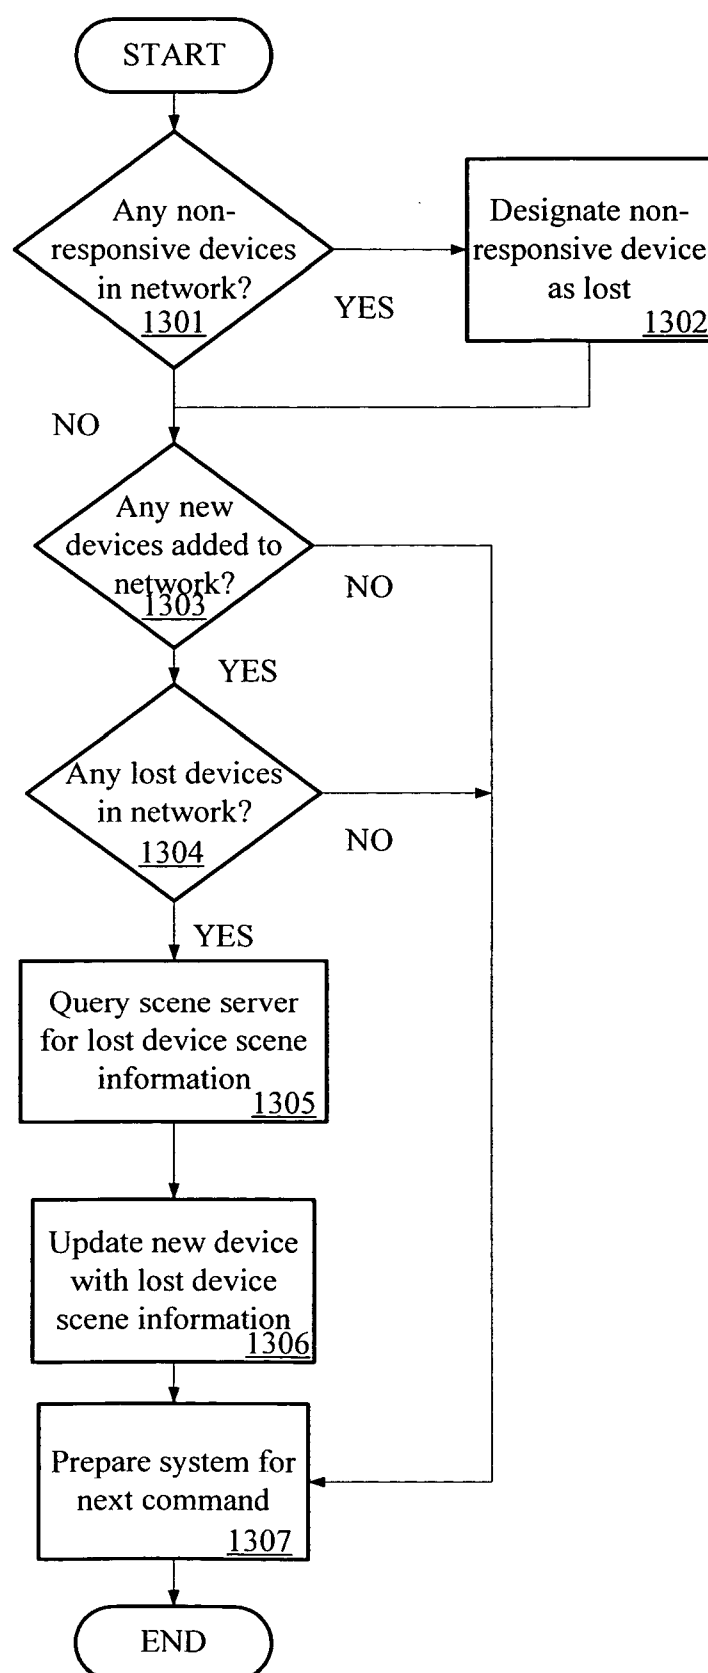 START
Any non-
responsive devices
in network?
1301
YES
Designate non-
responsive device
as lost
1302
NO
Any new
devices added to
network?
1303
NO
YES
Any lost devices
in network?
1304
NO
YES
Query scene server
for lost device scene
information
1305
Update new device
with lost device
scene information
1306
Prepare system for
next command
1307
END